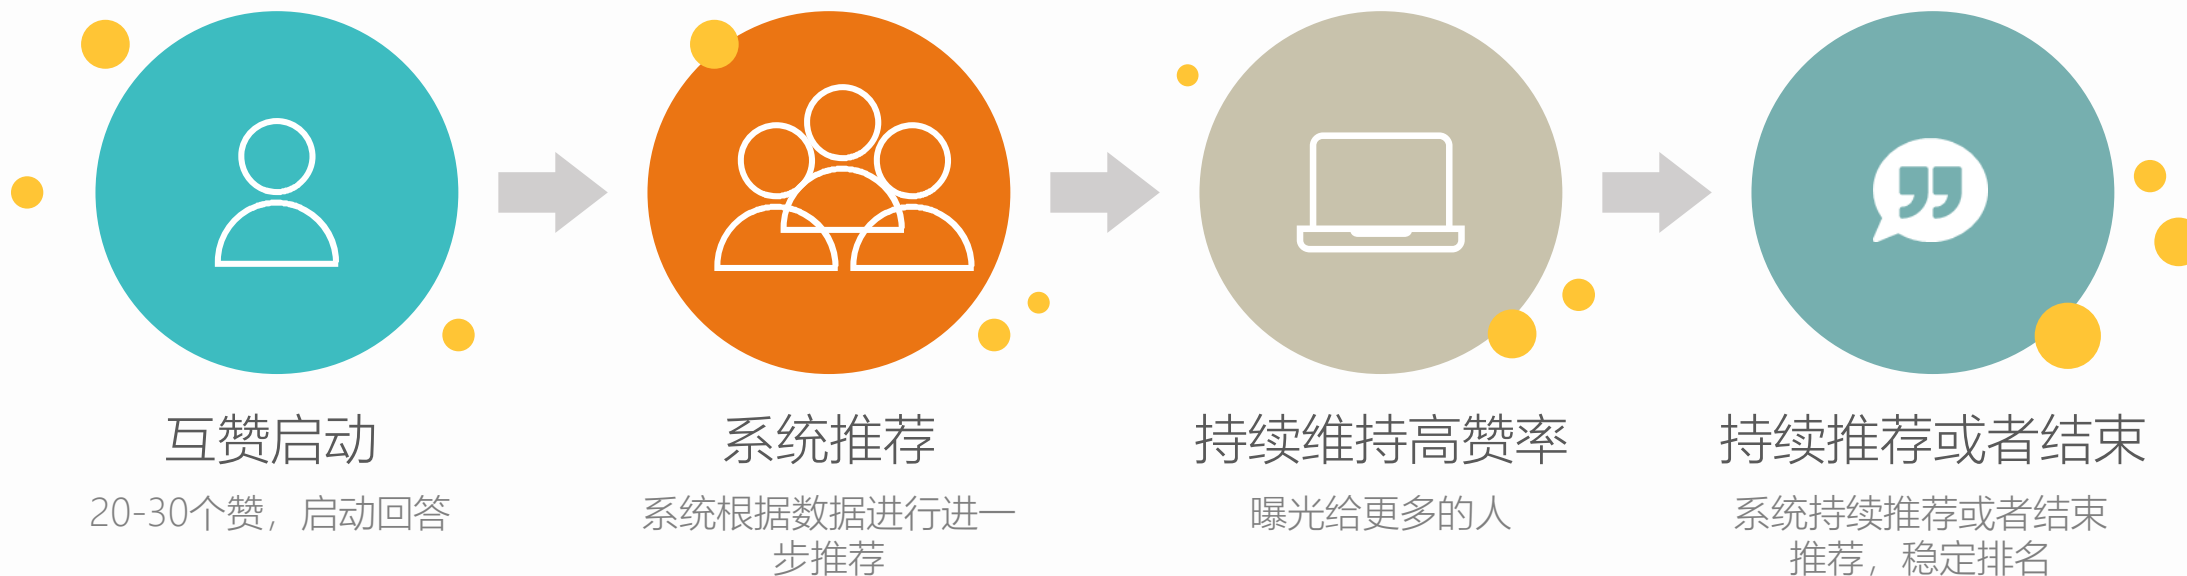 互赞启动
20-30个赞，启动回答
系统推荐
系统根据数据进行进一
步推荐
持续维持高赞率
曝光给更多的人
持续推荐或者结束
系统持续推荐或者结束
推荐，稳定排名